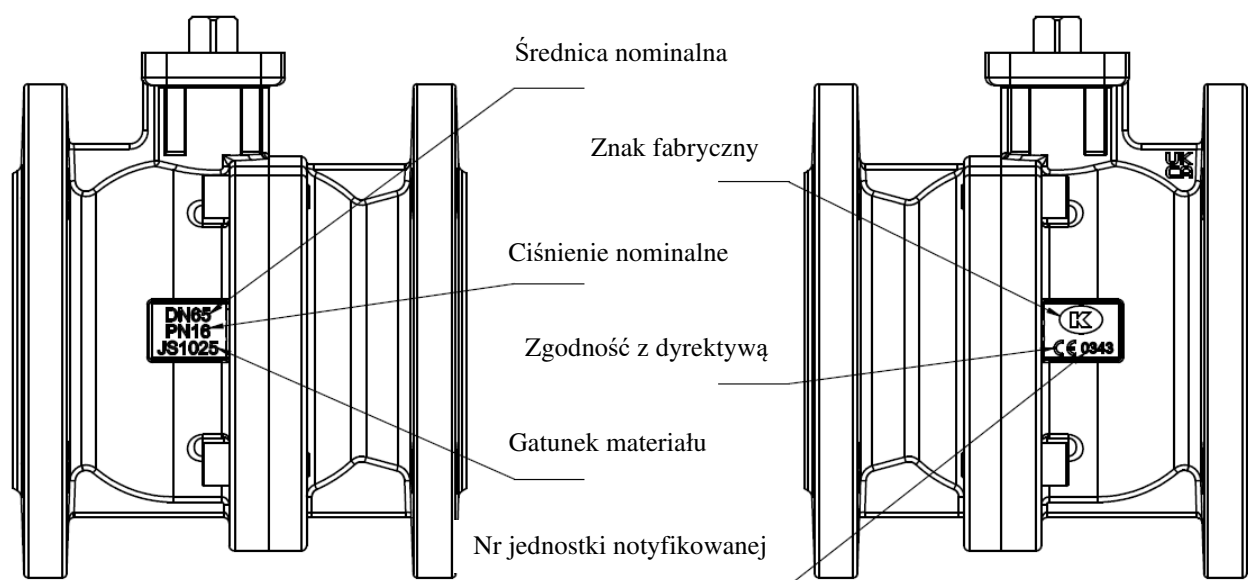 Średnica nominalna
Znak fabryczny
UK
CA
Ciśnienie nominalne
DN65
PN16
JS1025
K
CE 0343
Zgodność z dyrektywą
Gatunek materiału
Nr jednostki notyfikowanej